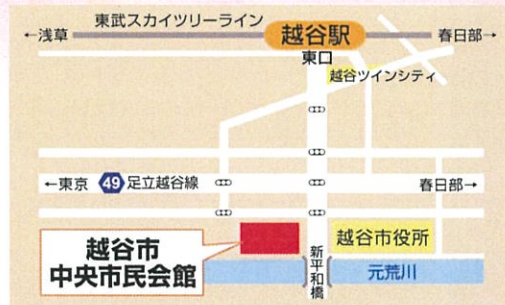 東武スカイツリーライン
←浅草
越谷駅
春日部→
東口
越谷ツインシティ
←東京
49
足立越谷線
春日部→
越谷市
中央市民会館
越谷市役所
新平和橋
元荒川